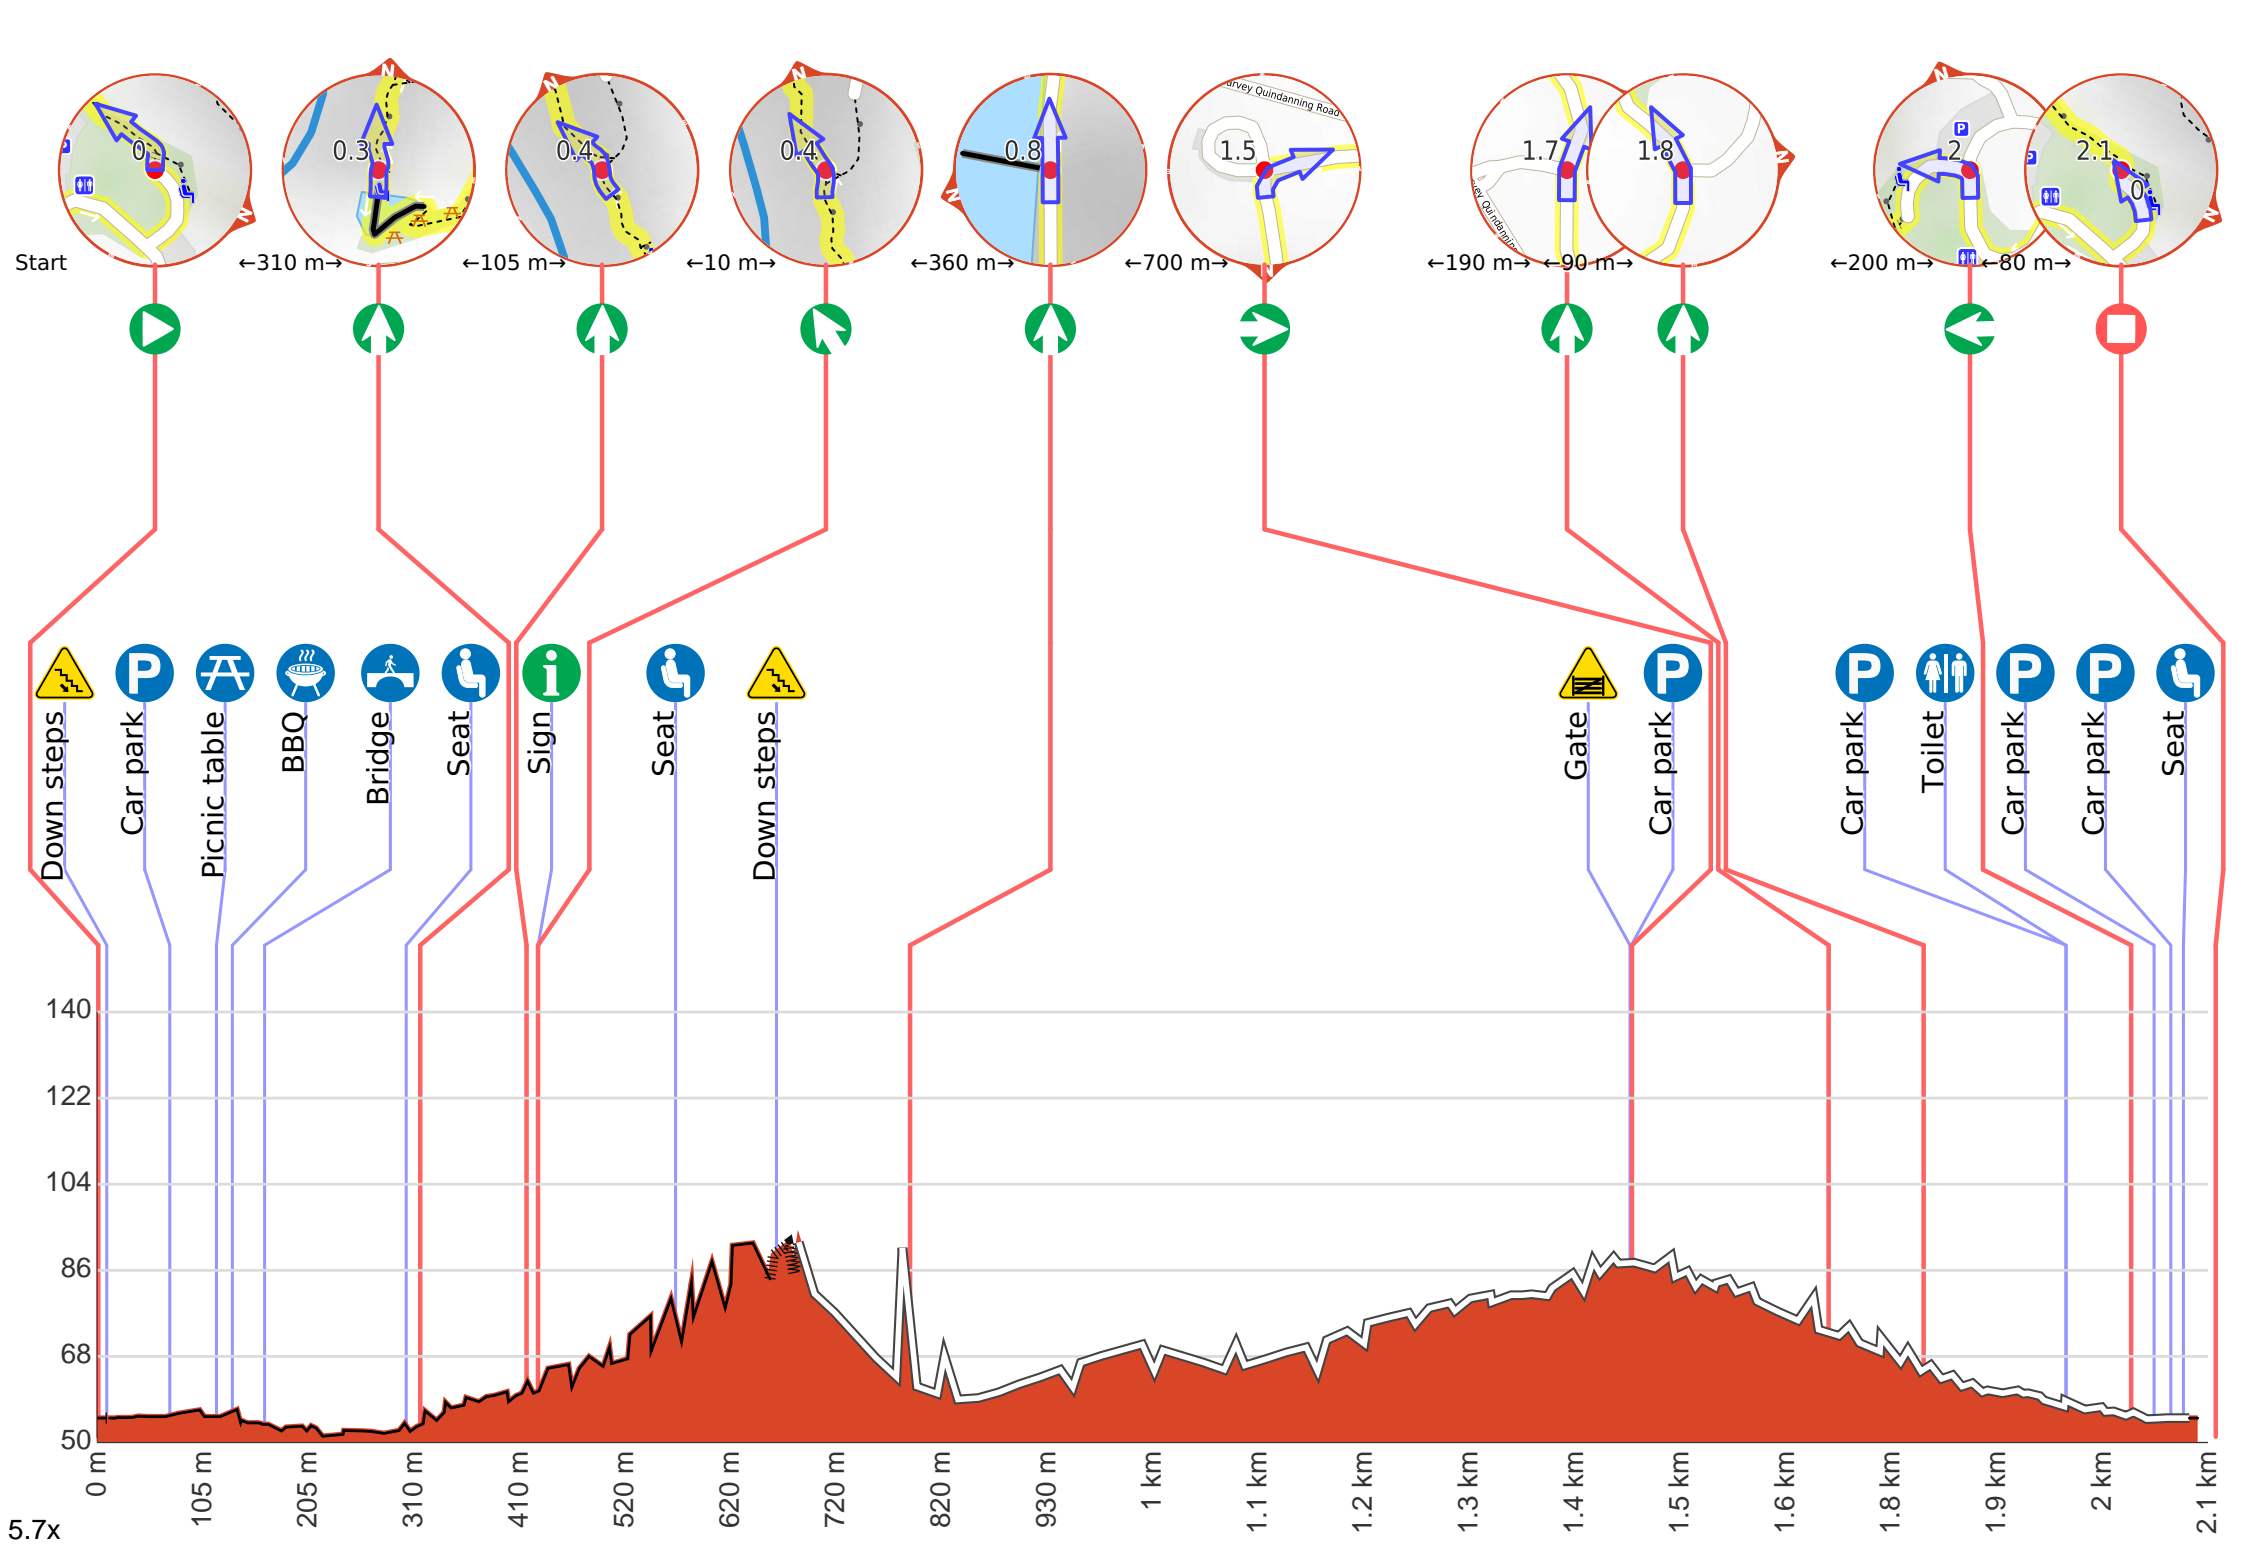 N
N
N
N
N
N
N
N
N
N
0
0.3
0.4
0.4
0.8
1.5
1.7
1.8
2
2.1
0
P
P
P
urvey Quindanning Road
vey Quindanning
Start
←310 m→
←105 m→
←10 m→
←360 m→
←700 m→
←190 m→
←90 m→
←200 m→
←80 m→
P
i
P
P
P
P
Down steps
Car park
Picnic table
BBQ
Bridge
Seat
Sign
Seat
Down steps
Gate
Car park
Car park
Toilet
Car park
Car park
Seat
140
122
104
86
68
50
0 m
105 m
205 m
310 m
410 m
520 m
620 m
720 m
820 m
930 m
1 km
1.1 km
1.2 km
1.3 km
1.4 km
1.5 km
1.6 km
1.8 km
1.9 km
2 km
2.1 km
5.7x